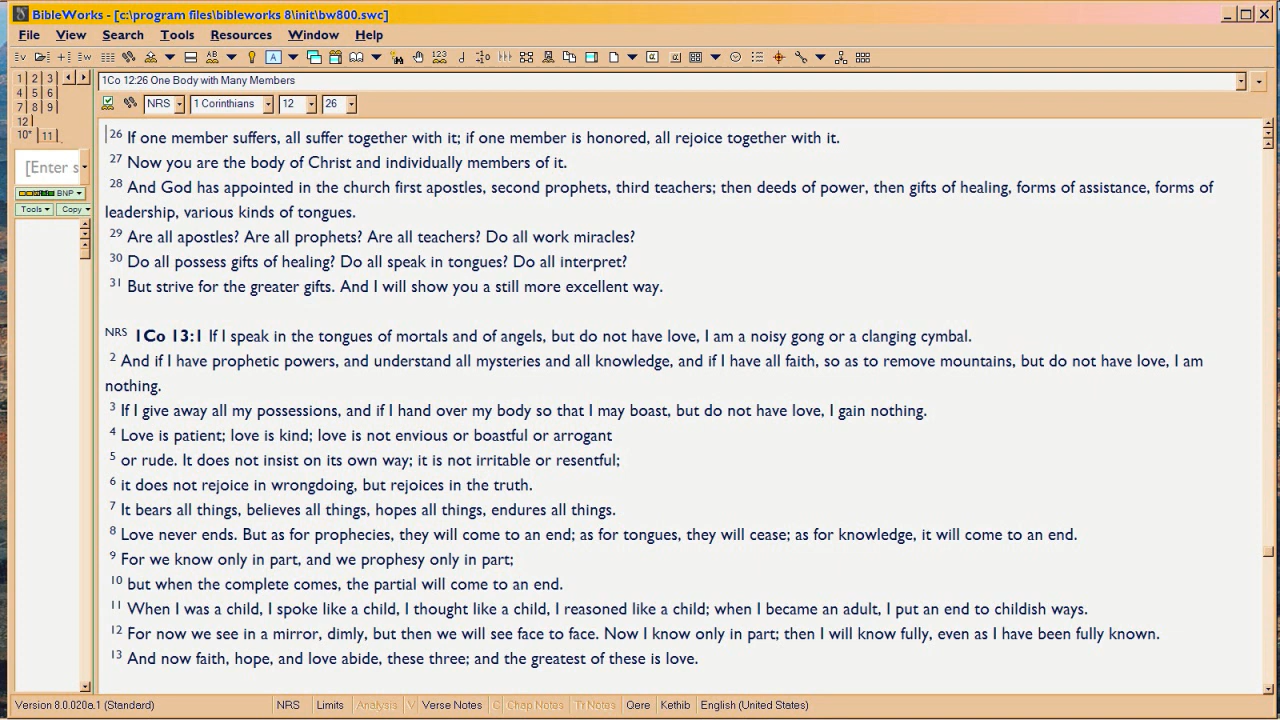 BibleWorks - [c:\program files\bibleworks 8\init\bw800.swc]
File View Search Tools Resources Window Help
1Co 12:26 One Body with Many Members
1 2 3
4 5 6
7 8 9
12
10* 11
NRS 1 Corinthians 12 26
[Enter s
BNP
Tools Copy
26 If one member suffers, all suffer together with it; if one member is honored, all rejoice together with it.
27 Now you are the body of Christ and individually members of it.
28 And God has appointed in the church first apostles, second prophets, third teachers; then deeds of power, then gifts of healing, forms of assistance, forms of
leadership, various kinds of tongues.
29 Are all apostles? Are all prophets? Are all teachers? Do all work miracles?
30 Do all possess gifts of healing? Do all speak in tongues? Do all interpret?
31 But strive for the greater gifts. And I will show you a still more excellent way.
NRS 1Co 13:1 If I speak in the tongues of mortals and of angels, but do not have love, I am a noisy gong or a clanging cymbal.
2 And if I have prophetic powers, and understand all mysteries and all knowledge, and if I have all faith, so as to remove mountains, but do not have love, I am
nothing.
3 If I give away all my possessions, and if I hand over my body so that I may boast, but do not have love, I gain nothing.
4 Love is patient; love is kind; love is not envious or boastful or arrogant
5 or rude. It does not insist on its own way; it is not irritable or resentful;
6 it does not rejoice in wrongdoing, but rejoices in the truth.
7 It bears all things, believes all things, hopes all things, endures all things.
8 Love never ends. But as for prophecies, they will come to an end; as for tongues, they will cease; as for knowledge, it will come to an end.
9 For we know only in part, and we prophesy only in part;
10 but when the complete comes, the partial will come to an end.
11 When I was a child, I spoke like a child, I thought like a child, I reasoned like a child; when I became an adult, I put an end to childish ways.
12 For now we see in a mirror, dimly, but then we will see face to face. Now I know only in part; then I will know fully, even as I have been fully known.
13 And now faith, hope, and love abide, these three; and the greatest of these is love.
Version 8.0.020a.1 (Standard) NRS Limits Analysis V Verse Notes C Chap Notes Tr Notes Qere Kethib English (United States)